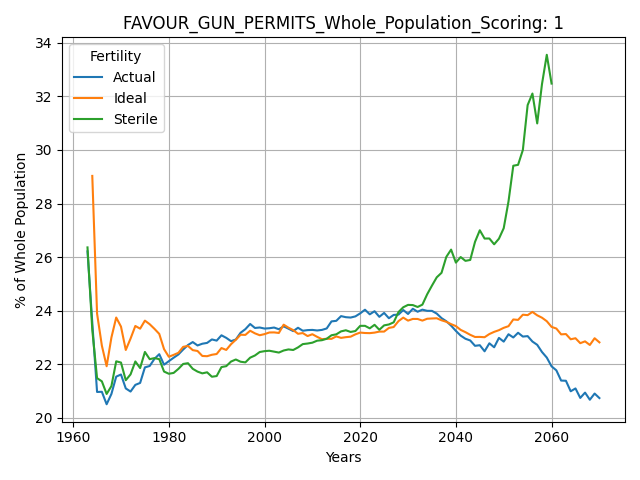 FAVOUR_GUN_PERMITS_Whole_Population_Scoring: 1
Fertility
Actual
Ideal
Sterile
% of Whole Population
34
32
30
28
26
24
22
20
1960
1980
2000
2020
2040
2060
Years